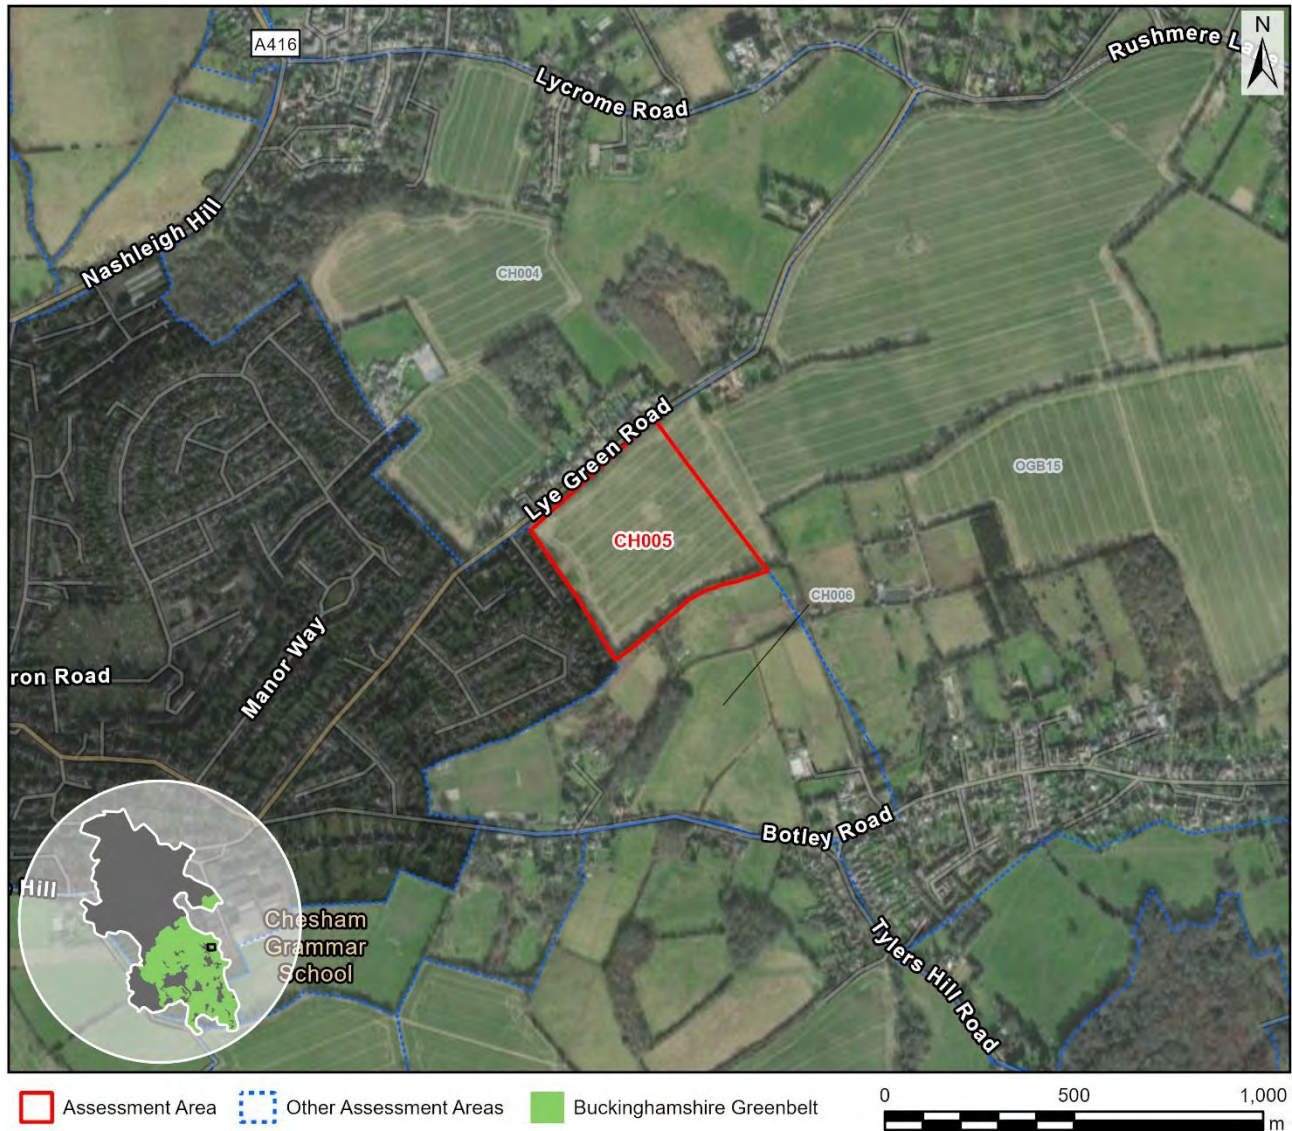 N
A416
Lycrome Road
Rushmere La
Nashleigh Hill
CH004
Lye Green Road
OGB15
CH005
CH006
Manor Way
ron Road
Botley Road
Hill
Chesham
Grammar
School
Tylers Hill Road
Assessment Area
Other Assessment Areas
Buckinghamshire Greenbelt
0 500 1,000
m